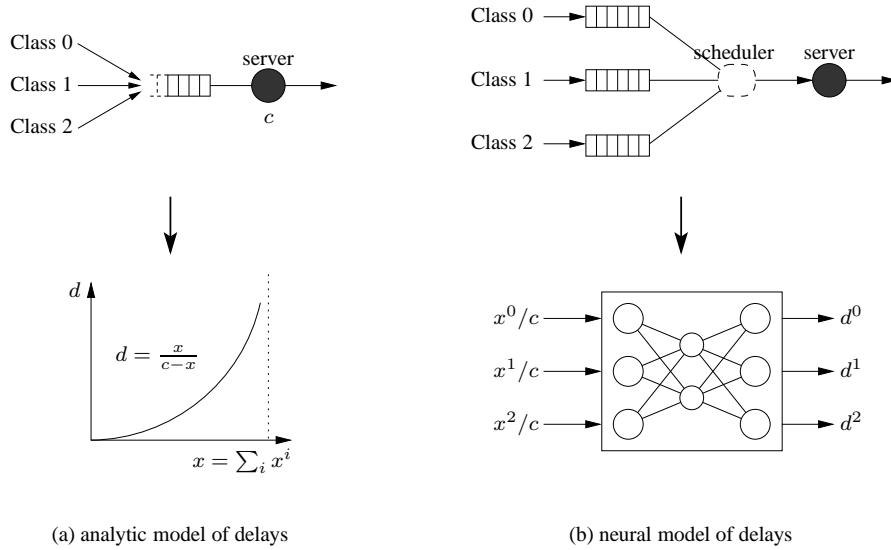 Class 0
Class 1
Class 2
server
c
d
d = x/(c−x)
x = ∑_i x^i
(a) analytic model of delays
Class 0
Class 1
Class 2
scheduler
server
x^0/c
x^1/c
x^2/c
d^0
d^1
d^2
(b) neural model of delays